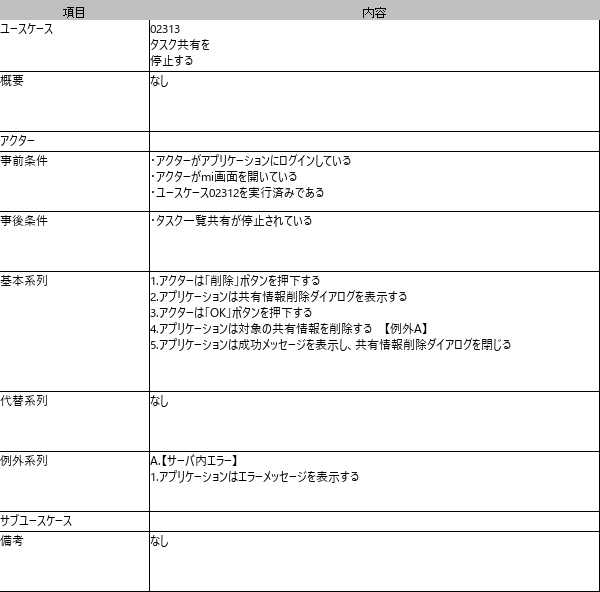 項目 内容
ユースケース 02313
タスク共有を
停止する
概要 なし
アクター
事前条件 ・アクターがアプリケーションにログインしている
・アクターがmi画面を開いている
・ユースケース02312を実行済みである
事後条件 ・タスク一覧共有が停止されている
基本系列 1.アクターは「削除」ボタンを押下する
2.アプリケーションは共有情報削除ダイアログを表示する
3.アクターは「OK」ボタンを押下する
4.アプリケーションは対象の共有情報を削除する 【例外A】
5.アプリケーションは成功メッセージを表示し、共有情報削除ダイアログを閉じる
代替系列 なし
例外系列 A.【サーバ内エラー】
1.アプリケーションはエラーメッセージを表示する
サブユースケース
備考 なし